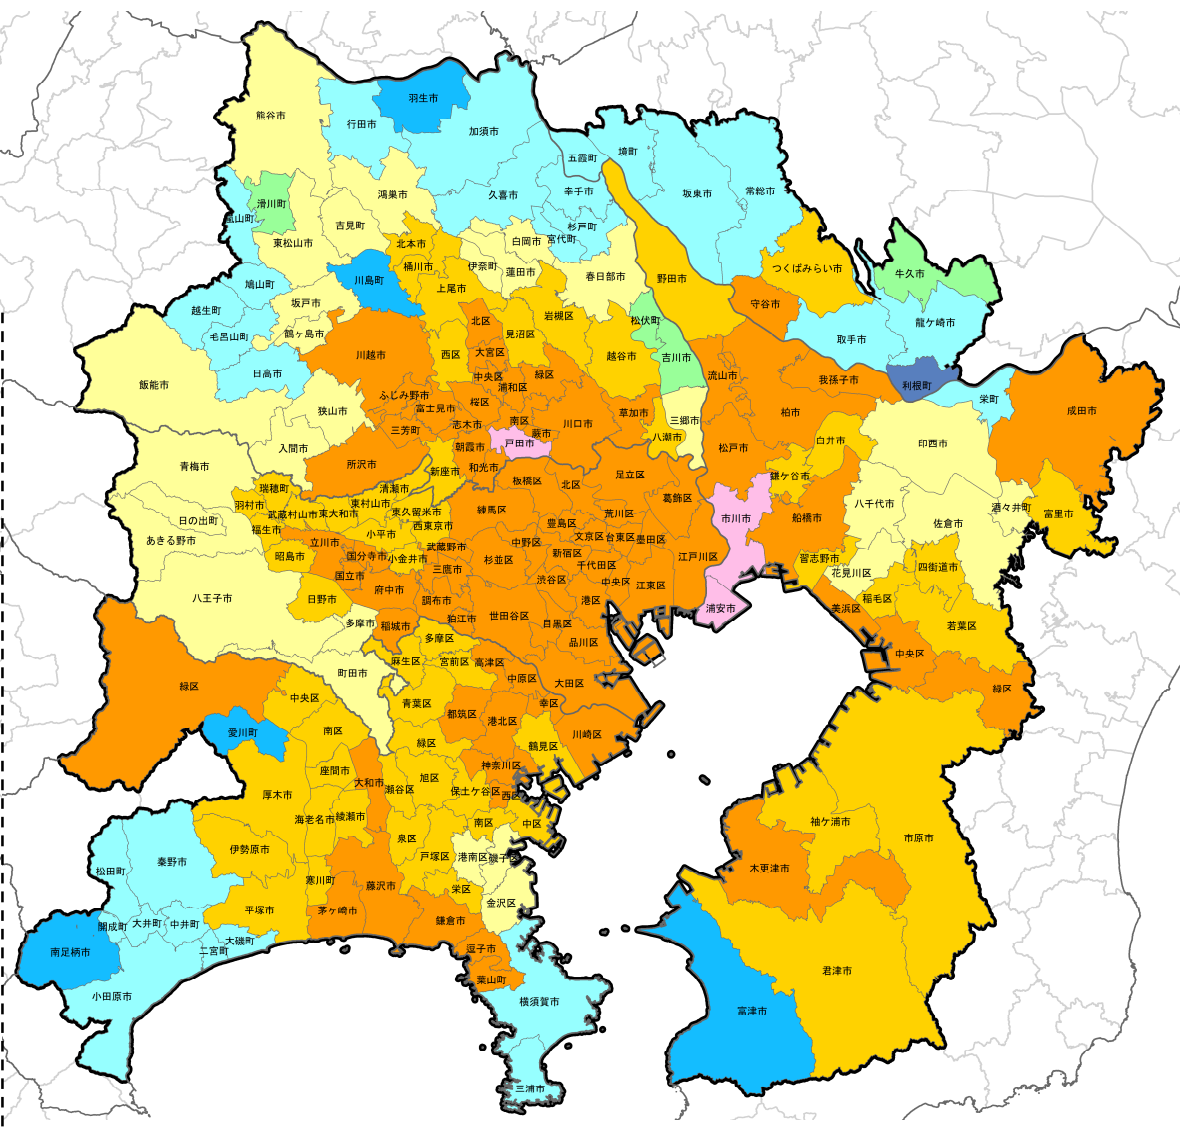 羽生市
熊谷市
行田市
加須市
五霞町
境町
坂東市
常総市
幸手市
久喜市
鴻巣市
滑川町
嵐山町
吉見町
杉戸町
宮代町
白岡市
東松山市
北本市
桶川市
伊奈町
蓮田市
春日部市
野田市
つくばみらい市
牛久市
鳩山町
川島町
上尾市
坂戸市
越生町
岩槻区
守谷市
龍ケ崎市
取手市
毛呂山町
鶴ヶ島市
北区
見沼区
松伏町
川越市
西区
大宮区
越谷市
吉川市
日高市
中央区
緑区
浦和区
流山市
我孫子市
利根町
栄町
飯能市
ふじみ野市
富士見市
桜区
狭山市
三芳町
志木市
南区
蕨市
川口市
草加市
三郷市
柏市
成田市
入間市
朝霞市
戸田市
八潮市
松戸市
白井市
印西市
青梅市
所沢市
新座市
和光市
板橋区
北区
足立区
鎌ケ谷市
瑞穂町
清瀬市
葛飾区
羽村市
武蔵村山市
東大和市
東村山市
東久留米市
練馬区
荒川区
市川市
船橋市
八千代市
酒々井町
富里市
日の出町
福生市
西東京市
豊島区
佐倉市
あきる野市
立川市
小平市
中野区
文京区
台東区
墨田区
昭島市
国分寺市
小金井市
武蔵野市
杉並区
新宿区
千代田区
江戸川区
習志野市
花見川区
四街道市
国立市
三鷹市
渋谷区
中央区
江東区
八王子市
日野市
府中市
調布市
港区
浦安市
美浜区
稲毛区
若葉区
多摩市
稲城市
狛江市
世田谷区
目黒区
多摩区
品川区
中央区
町田市
麻生区
宮前区
高津区
緑区
中原区
大田区
緑区
中央区
青葉区
都筑区
港北区
幸区
川崎区
愛川町
南区
緑区
鶴見区
座間市
大和市
瀬谷区
旭区
神奈川区
厚木市
保土ケ谷区
西区
海老名市
綾瀬市
南区
中区
袖ケ浦市
市原市
伊勢原市
泉区
戸塚区
港南区
磯子区
秦野市
松田町
木更津市
寒川町
藤沢市
栄区
金沢区
平塚市
茅ヶ崎市
鎌倉市
開成町
大井町
中井町
大磯町
二宮町
南足柄市
逗子市
葉山町
君津市
小田原市
横須賀市
富津市
三浦市